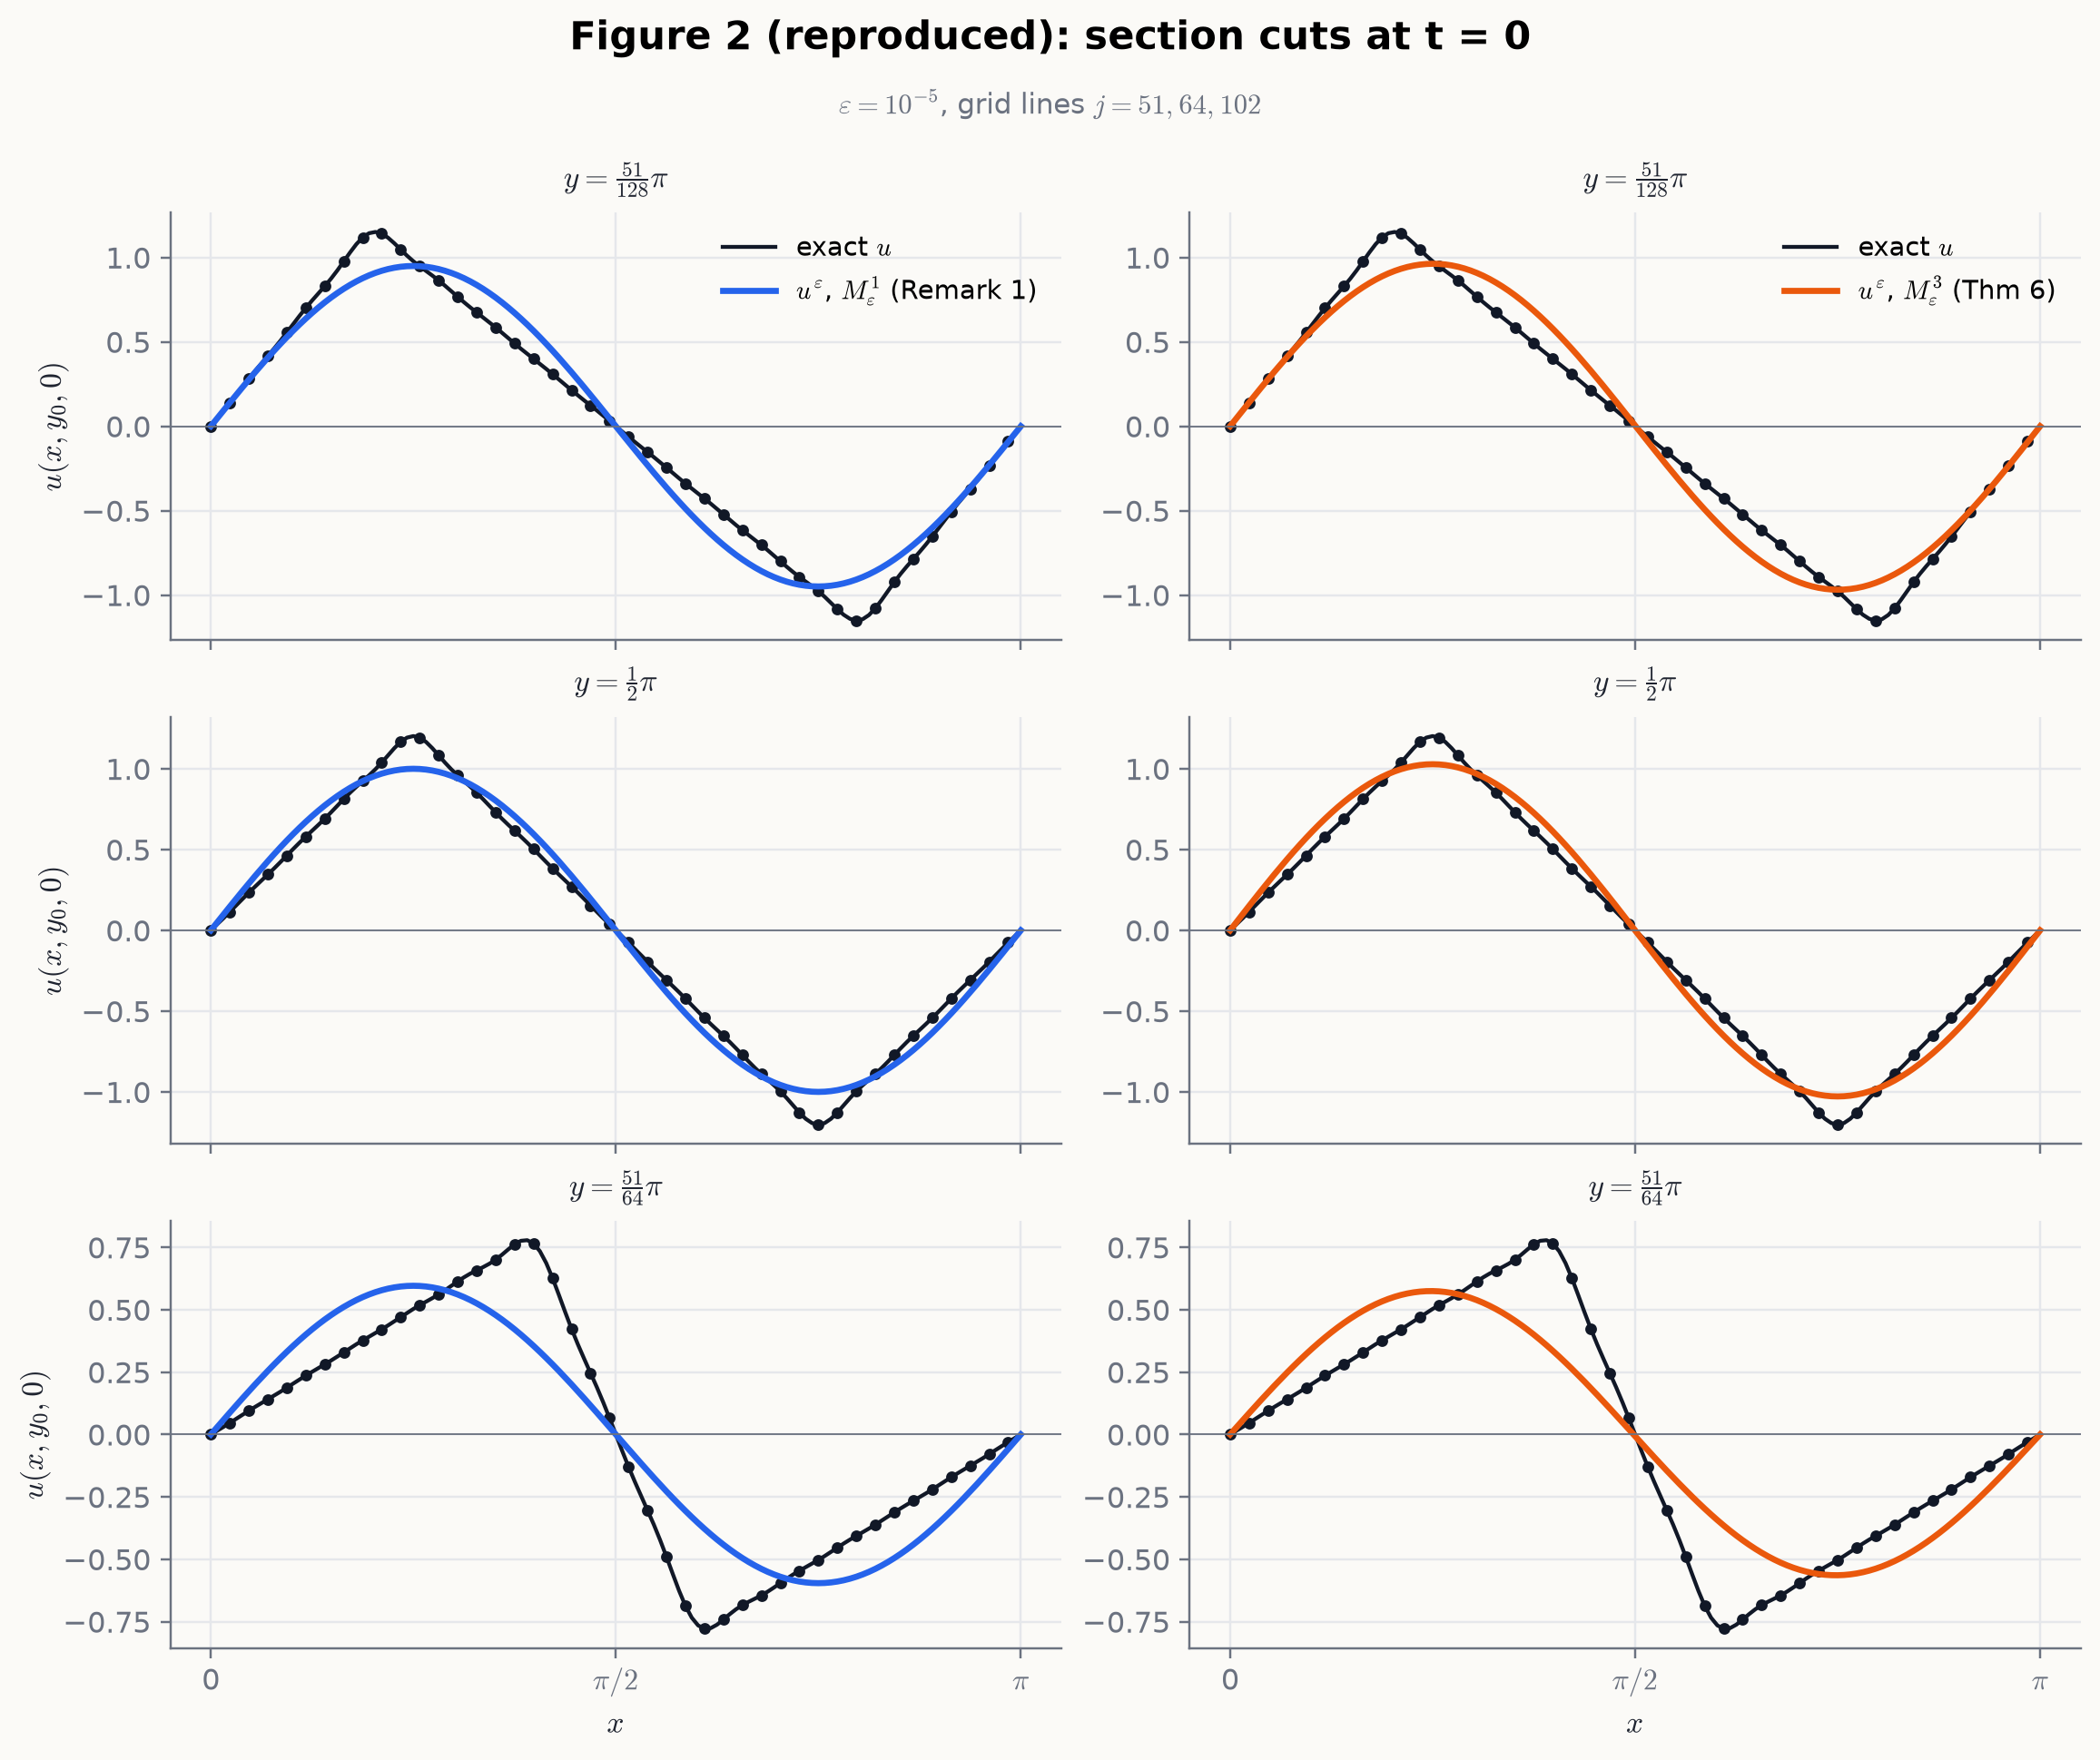 Figure 2 (reproduced): section cuts at t = 0
ε = 10⁻⁵, grid lines j = 51, 64, 102
y = 51/128 π
y = 51/128 π
1.0
0.5
0.0
−0.5
−1.0
u(x, y₀, 0)
exact u
u^ε, M_ε^1 (Remark 1)
1.0
0.5
0.0
−0.5
−1.0
exact u
u^ε, M_ε^3 (Thm 6)
y = 1/2 π
y = 1/2 π
1.0
0.5
0.0
−0.5
−1.0
u(x, y₀, 0)
1.0
0.5
0.0
−0.5
−1.0
y = 51/64 π
y = 51/64 π
0.75
0.50
0.25
0.00
−0.25
−0.50
−0.75
u(x, y₀, 0)
0 π/2 π
x
0.75
0.50
0.25
0.00
−0.25
−0.50
−0.75
0 π/2 π
x